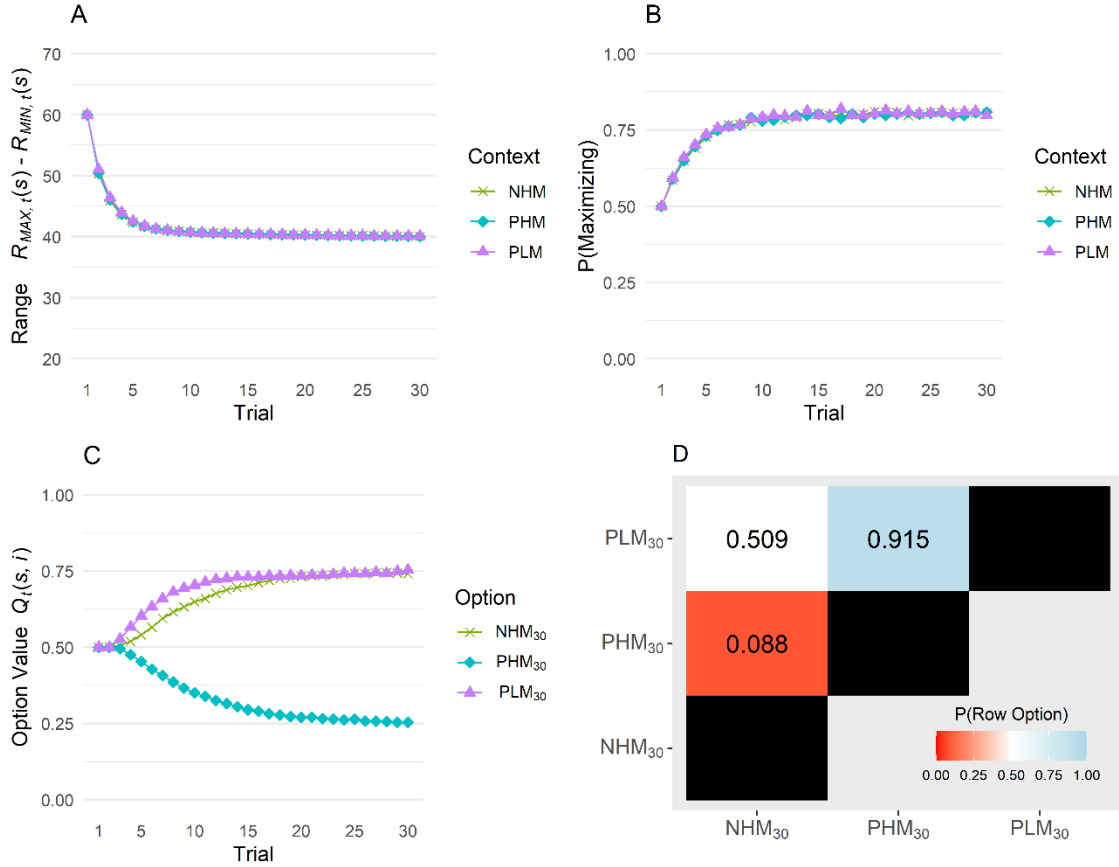 A
70
60
50
40
30
20
Range R_MAX, t(s) - R_MIN, t(s)
1 5 10 15 20 25 30
Trial
Context
NHM
PHM
PLM
B
1.00
0.75
0.50
0.25
0.00
P(Maximizing)
1 5 10 15 20 25 30
Trial
Context
NHM
PHM
PLM
C
1.00
0.75
0.50
0.25
0.00
Option Value Q_t(s, i)
1 5 10 15 20 25 30
Trial
Option
NHM₃₀
PHM₃₀
PLM₃₀
D
PLM₃₀ 0.509 0.915
PHM₃₀ 0.088
NHM₃₀
P(Row Option)
0.00 0.25 0.50 0.75 1.00
NHM₃₀ PHM₃₀ PLM₃₀